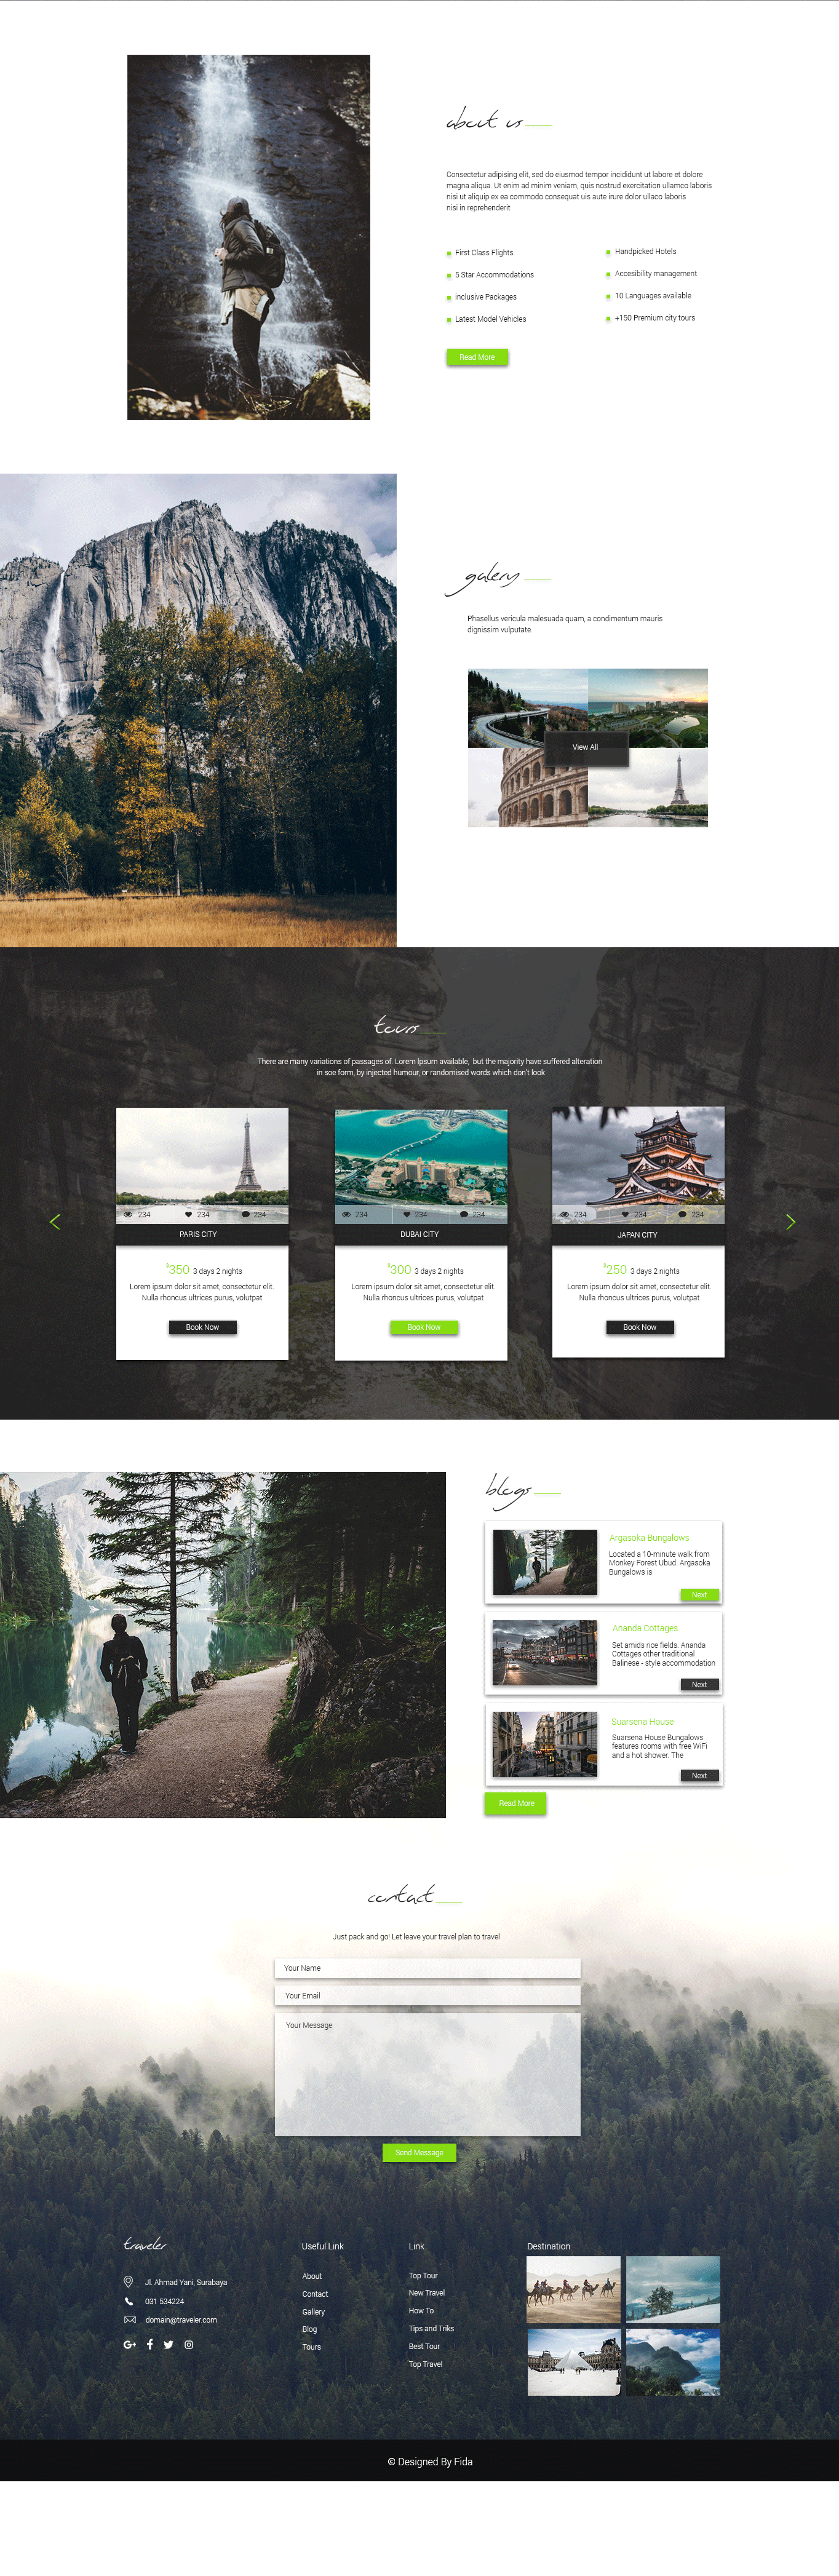 about us
Consectetur adipising elit, sed do eiusmod tempor incididunt ut labore et dolore
magna aliqua. Ut enim ad minim veniam, quis nostrud exercitation ullamco laboris
nisi ut aliquip ex ea commodo consequat uis aute irure dolor ullaco laboris
nisi in reprehenderit
First Class Flights
5 Star Accommodations
inclusive Packages
Latest Model Vehicles
Handpicked Hotels
Accesibility management
10 Languages available
+150 Premium city tours
Read More
galery
Phasellus vericula malesuada quam, a condimentum mauris
dignissim vulputate.
View All
tours
There are many variations of passages of. Lorem Ipsum available, but the majority have suffered alteration
in soe form, by injected humour, or randomised words which don't look
234 234 234
PARIS CITY
$350 3 days 2 nights
Lorem ipsum dolor sit amet, consectetur elit.
Nulla rhoncus ultrices purus, volutpat
Book Now
234 234 234
DUBAI CITY
$300 3 days 2 nights
Lorem ipsum dolor sit amet, consectetur elit.
Nulla rhoncus ultrices purus, volutpat
Book Now
234 234 234
JAPAN CITY
$250 3 days 2 nights
Lorem ipsum dolor sit amet, consectetur elit.
Nulla rhoncus ultrices purus, volutpat
Book Now
blogs
Argasoka Bungalows
Located a 10-minute walk from
Monkey Forest Ubud. Argasoka
Bungalows is
Next
Ananda Cottages
Set amids rice fields. Ananda
Cottages other traditional
Balinese - style accommodation
Next
Suarsena House
Suarsena House Bungalows
features rooms with free WiFi
and a hot shower. The
Next
Read More
contact
Just pack and go! Let leave your travel plan to travel
Your Name
Your Email
Your Message
Send Message
traveler
Jl. Ahmad Yani, Surabaya
031 534224
domain@traveler.com
G+ f
Useful Link
About
Contact
Gallery
Blog
Tours
Link
Top Tour
New Travel
How To
Tips and Triks
Best Tour
Top Travel
Destination
© Designed By Fida